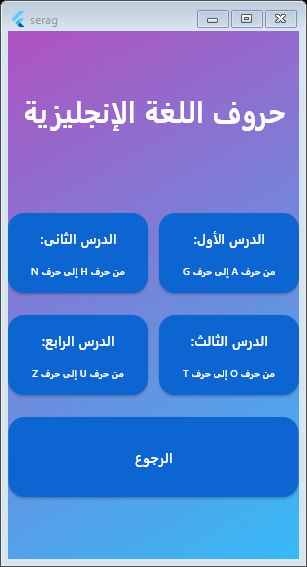 serag
حروف اللغة الإنجليزية
الدرس الأول:
من حرف A إلى حرف G
الدرس الثانى:
من حرف H إلى حرف N
الدرس الثالث:
من حرف O إلى حرف T
الدرس الرابع:
من حرف U إلى حرف Z
الرجوع